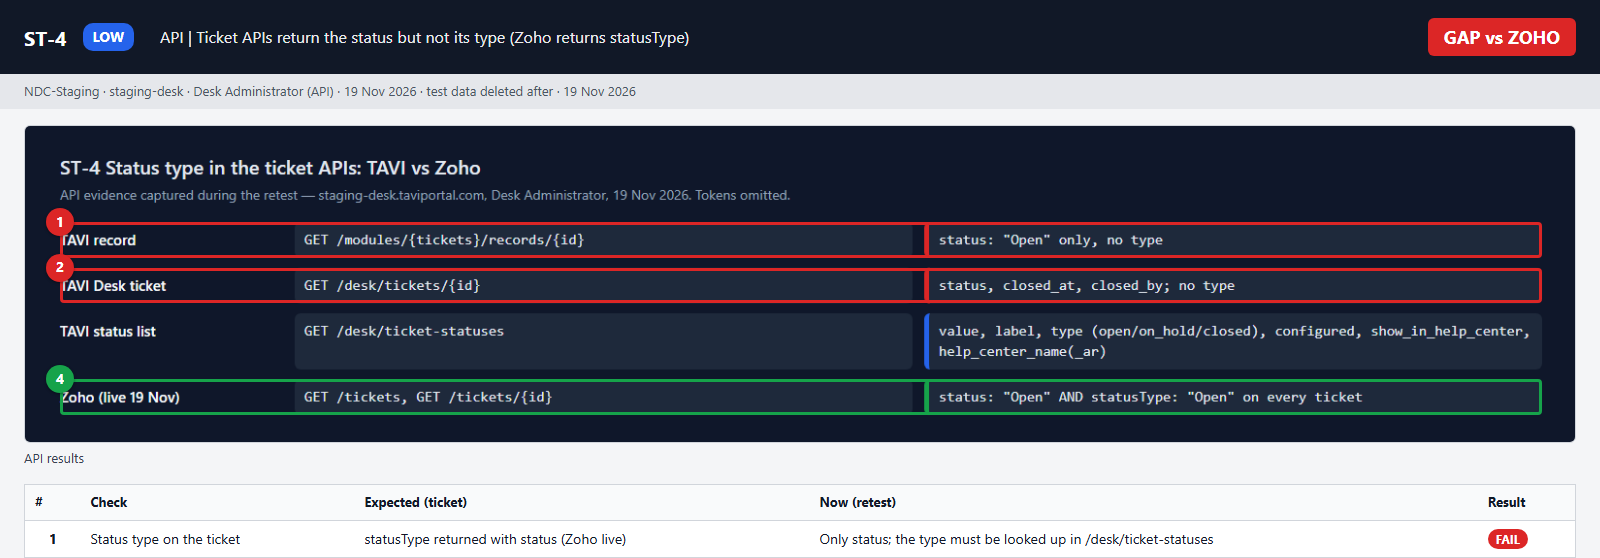 ST-4 LOW API | Ticket APIs return the status but not its type (Zoho returns statusType) GAP vs ZOHO
NDC-Staging · staging-desk · Desk Administrator (API) · 19 Nov 2026 · test data deleted after · 19 Nov 2026
ST-4 Status type in the ticket APIs: TAVI vs Zoho
API evidence captured during the retest — staging-desk.taviportal.com, Desk Administrator, 19 Nov 2026. Tokens omitted.
1
TAVI record GET /modules/{tickets}/records/{id} status: "Open" only, no type
2
TAVI Desk ticket GET /desk/tickets/{id} status, closed_at, closed_by; no type
TAVI status list GET /desk/ticket-statuses value, label, type (open/on_hold/closed), configured, show_in_help_center,
help_center_name(_ar)
4
Zoho (live 19 Nov) GET /tickets, GET /tickets/{id} status: "Open" AND statusType: "Open" on every ticket
API results
# Check Expected (ticket) Now (retest) Result
1 Status type on the ticket statusType returned with status (Zoho live) Only status; the type must be looked up in /desk/ticket-statuses FAIL